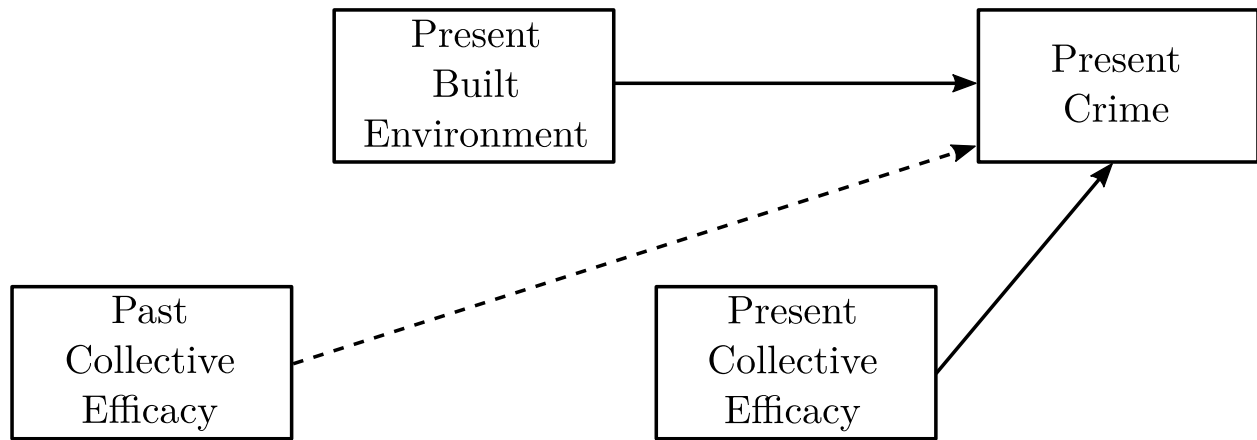 Present
Built
Environment
Present
Crime
Past
Collective
Efficacy
Present
Collective
Efficacy